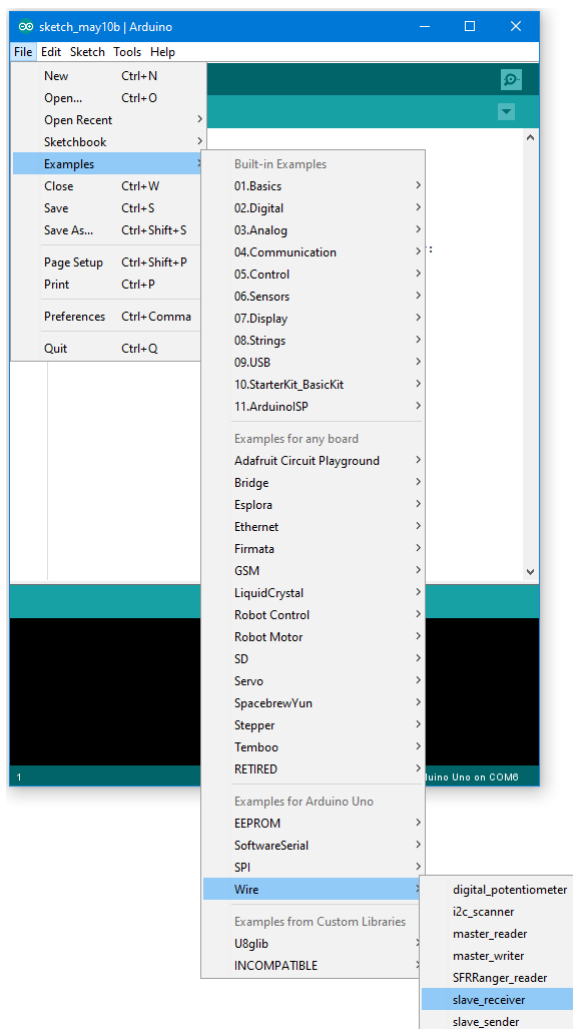 sketch_may10b | Arduino
File Edit Sketch Tools Help
New Ctrl+N
Open... Ctrl+O
Open Recent
Sketchbook
Examples
Close Ctrl+W
Save Ctrl+S
Save As... Ctrl+Shift+S
Page Setup Ctrl+Shift+P
Print Ctrl+P
Preferences Ctrl+Comma
Quit Ctrl+Q
Built-in Examples
01.Basics
02.Digital
03.Analog
04.Communication
05.Control
06.Sensors
07.Display
08.Strings
09.USB
10.StarterKit_BasicKit
11.ArduinoISP
Examples for any board
Adafruit Circuit Playground
Bridge
Esplora
Ethernet
Firmata
GSM
LiquidCrystal
Robot Control
Robot Motor
SD
Servo
SpacebrewYun
Stepper
Temboo
RETIRED
Examples for Arduino Uno
EEPROM
SoftwareSerial
SPI
Wire
Examples from Custom Libraries
U8glib
INCOMPATIBLE
digital_potentiometer
i2c_scanner
master_reader
master_writer
SFRRanger_reader
slave_receiver
slave_sender
1 duino Uno on COM6